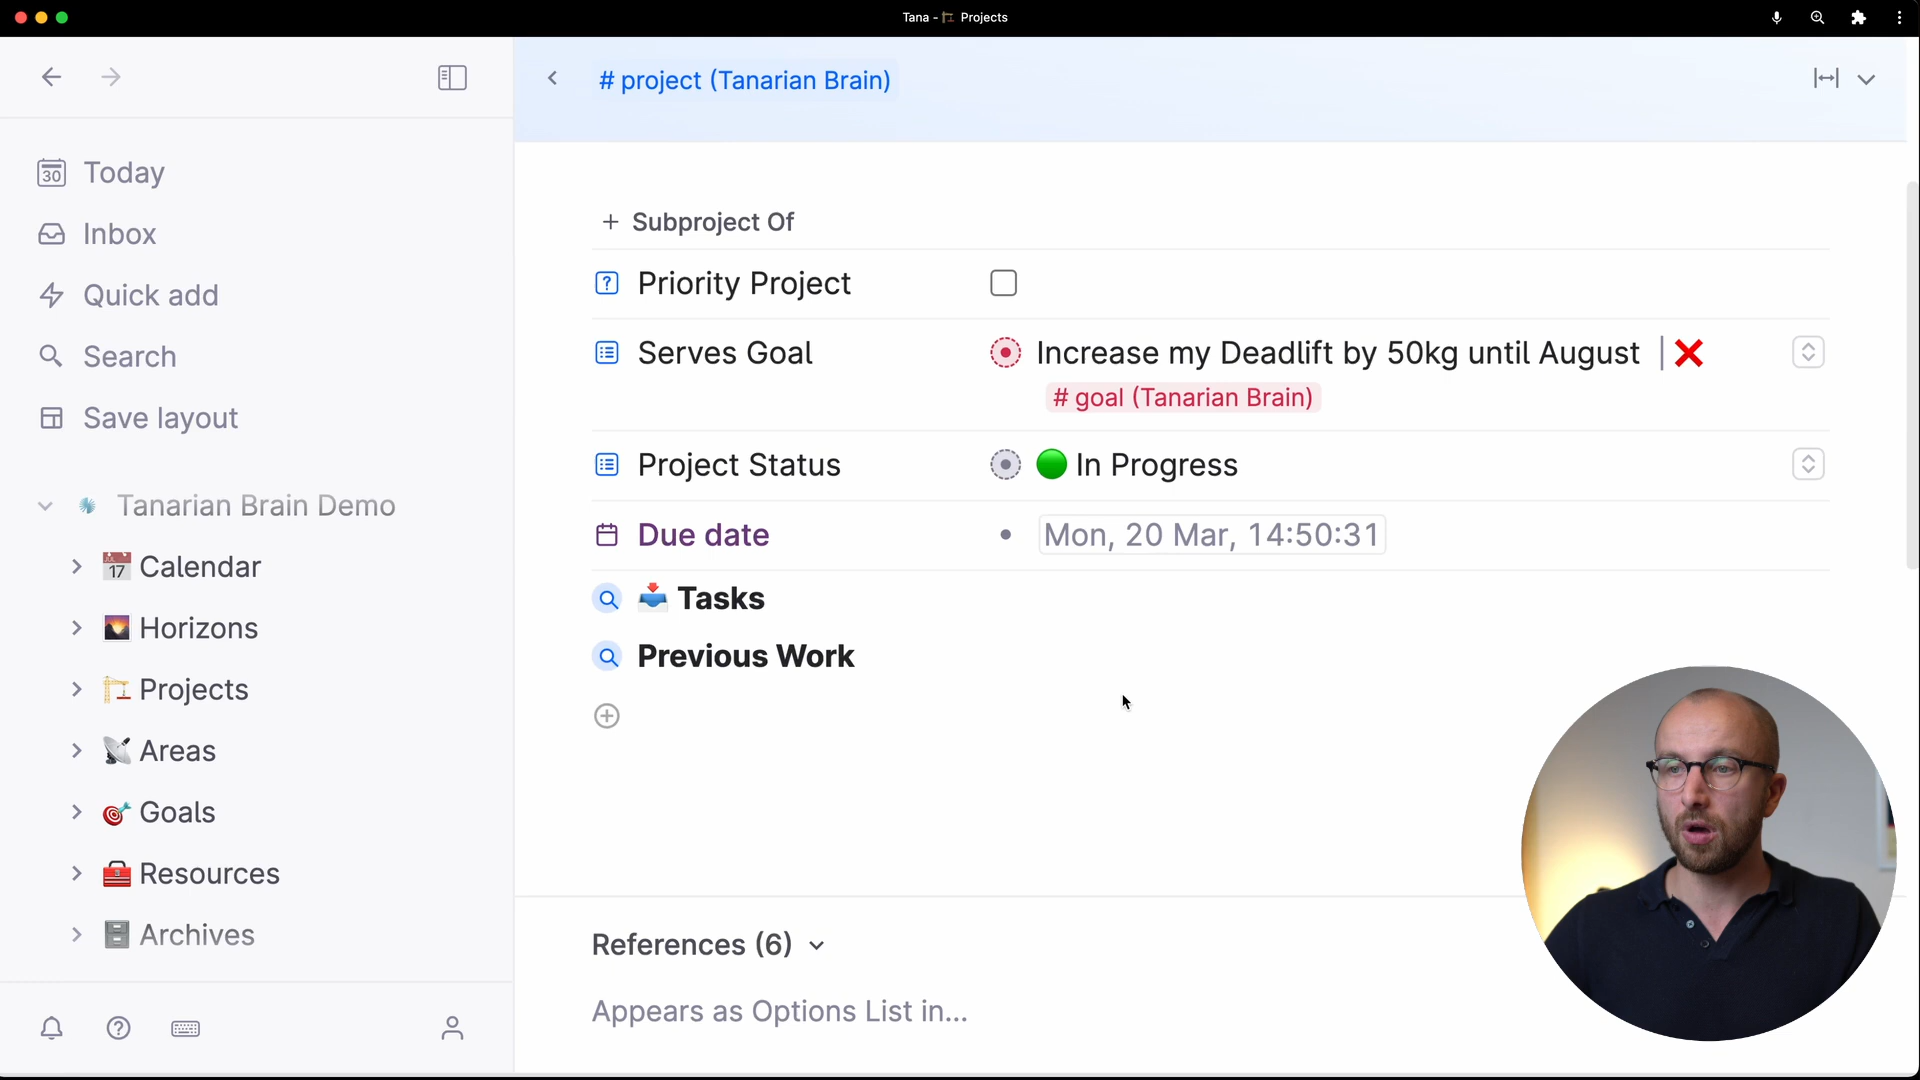 Tana - Projects
# project (Tanarian Brain)
Today
Inbox
Quick add
Search
Save layout
Tanarian Brain Demo
Calendar
Horizons
Projects
Areas
Goals
Resources
Archives
+ Subproject Of
Priority Project
Serves Goal
Increase my Deadlift by 50kg until August |
# goal (Tanarian Brain)
Project Status
In Progress
Due date
Mon, 20 Mar, 14:50:31
Tasks
Previous Work
References (6)
Appears as Options List in...